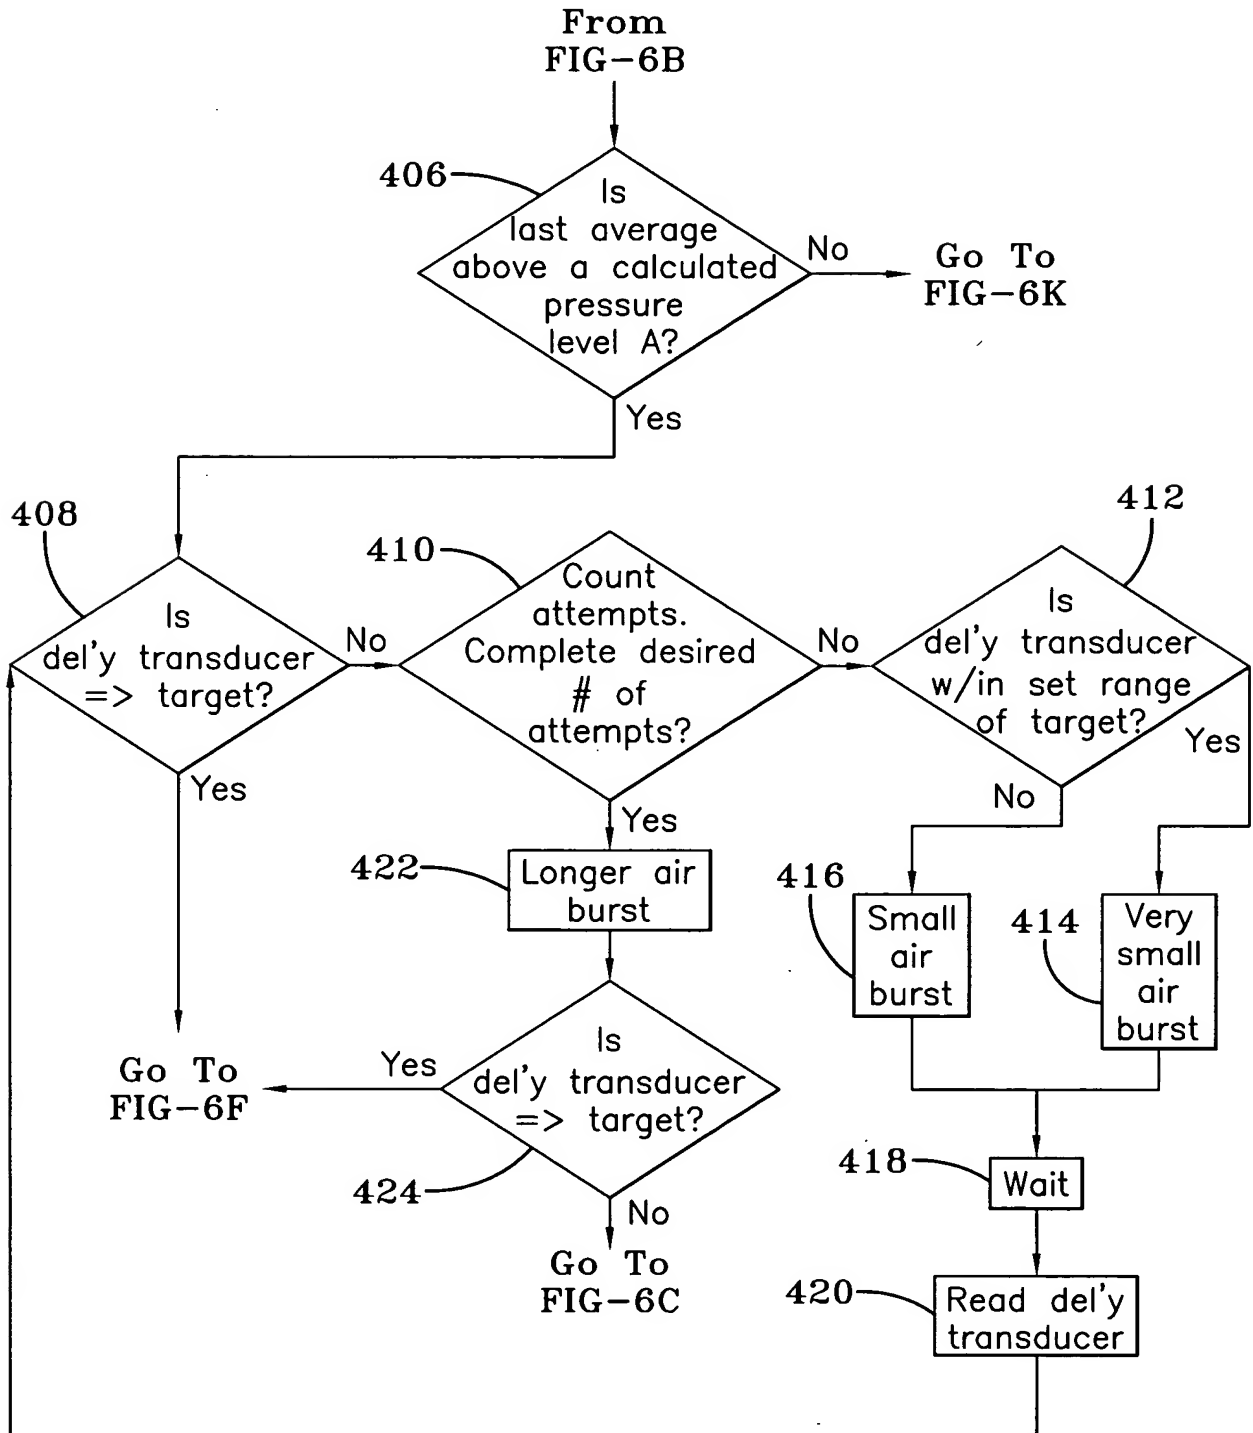 From
FIG-6B
406
Is
last average
above a calculated
pressure
level A?
No
Go To
FIG-6K
Yes
408
Is
del'y transducer
=> target?
No
Yes
410
Count
attempts.
Complete desired
# of
attempts?
No
Yes
412
Is
del'y transducer
w/in set range
of target?
Yes
No
422
Longer air
burst
416
Small
air
burst
414
Very
small
air
burst
Go To
FIG-6F
Yes
Is
del'y transducer
=> target?
424
No
Go To
FIG-6C
418
Wait
420
Read del'y
transducer